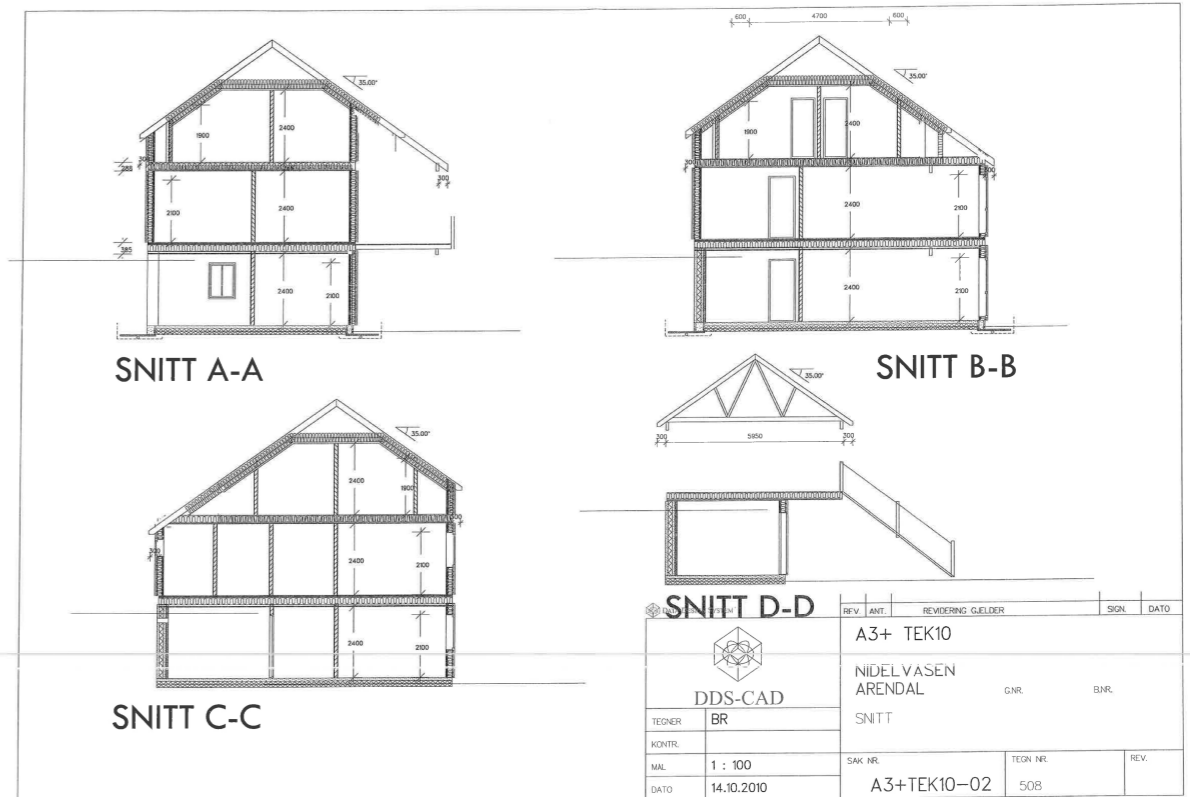 600 4700 600
35.00°
35.00°
1900
2400
1900
2400
300
300
385
300
300
2100
2400
2400
2100
385
2400
2100
2400
2100
SNITT A-A
SNITT B-B
35.00°
35.00°
300 5950 300
2400
1900
300
2400
2100
2400
2100
SNITT C-C
SNITT D-D
REV. ANT. REVIDERING GJELDER SIGN. DATO
A3+ TEK10
NIDELVÅSEN
ARENDAL G.NR. B.NR.
SNITT
DDS-CAD
TEGNER BR
KONTR.
MÅL 1 : 100
DATO 14.10.2010
SAK NR. TEGN NR. REV.
A3+TEK10-02 508